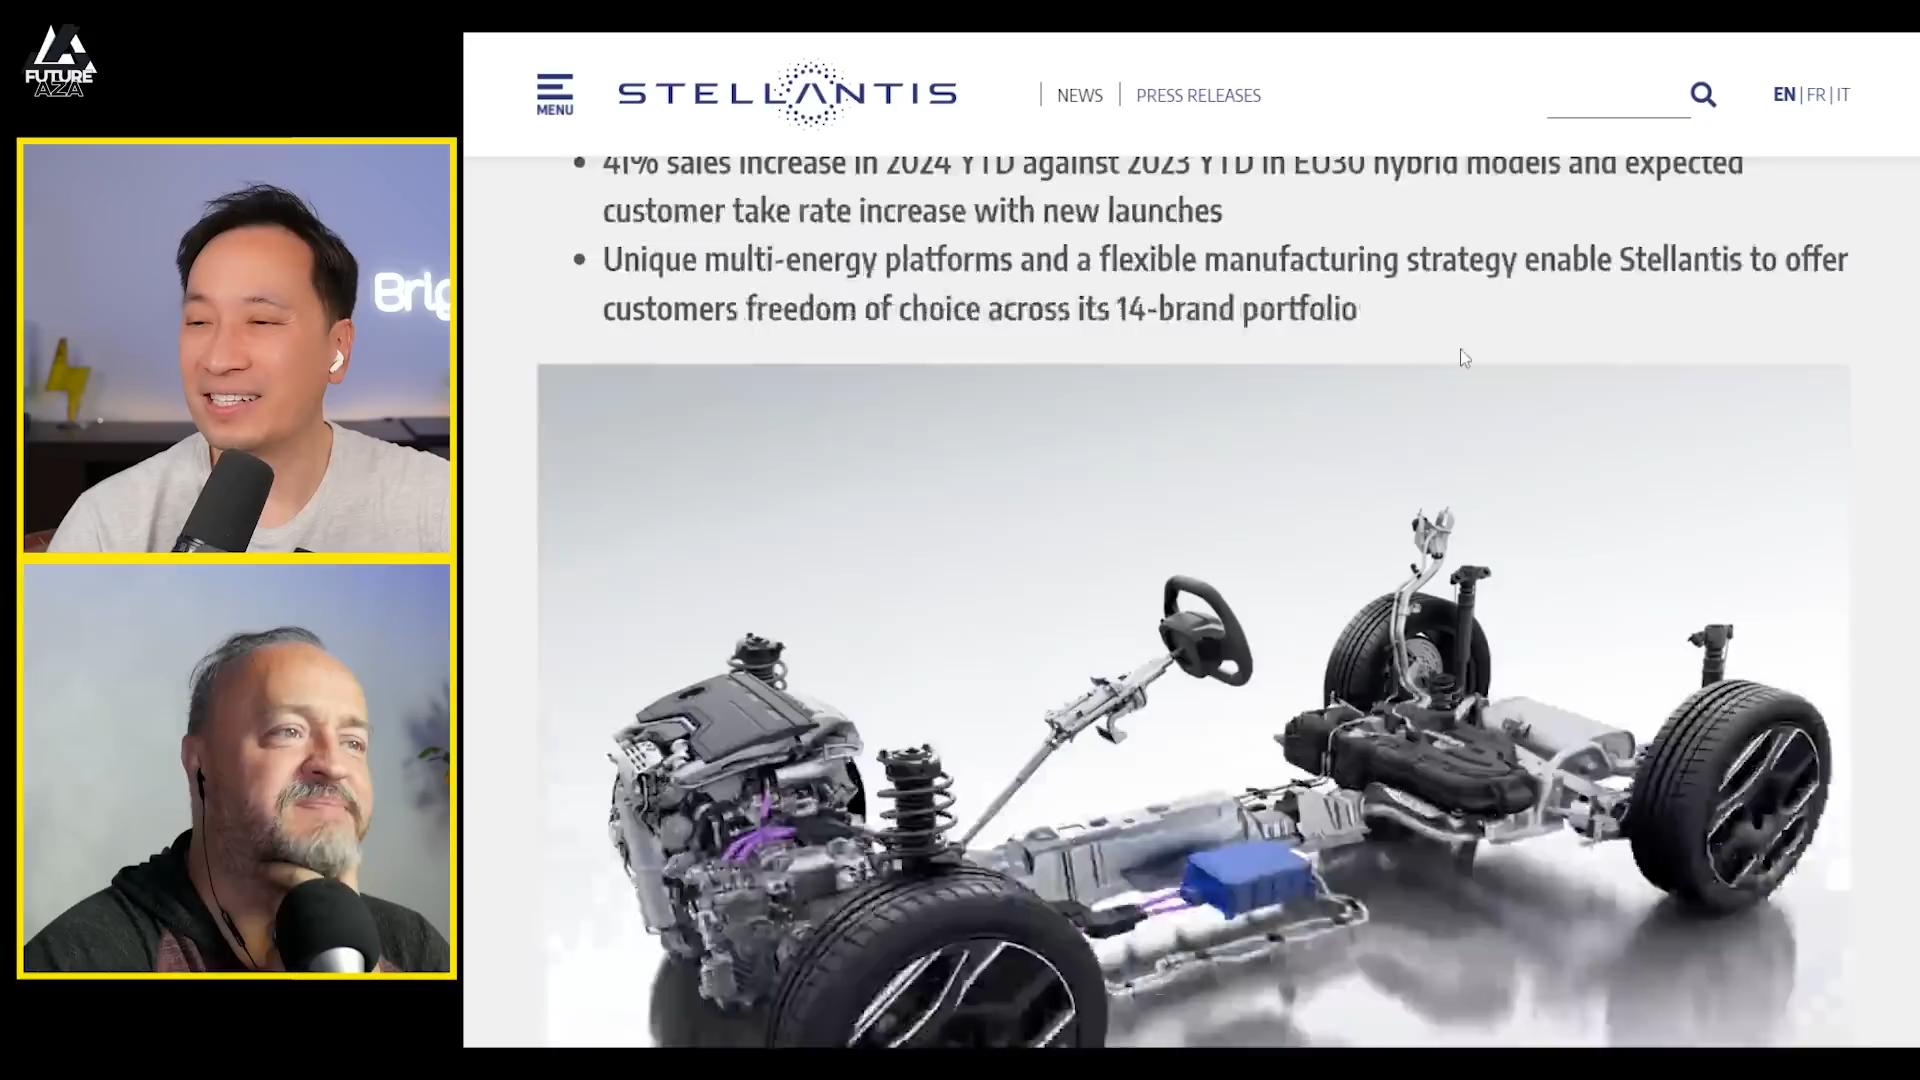 FUTURE
AZA
MENU
STELLANTIS
NEWS
PRESS RELEASES
EN | FR | IT
41% sales increase in 2024 YTD against 2023 YTD in EU30 hybrid models and expected
customer take rate increase with new launches
Unique multi-energy platforms and a flexible manufacturing strategy enable Stellantis to offer
customers freedom of choice across its 14-brand portfolio